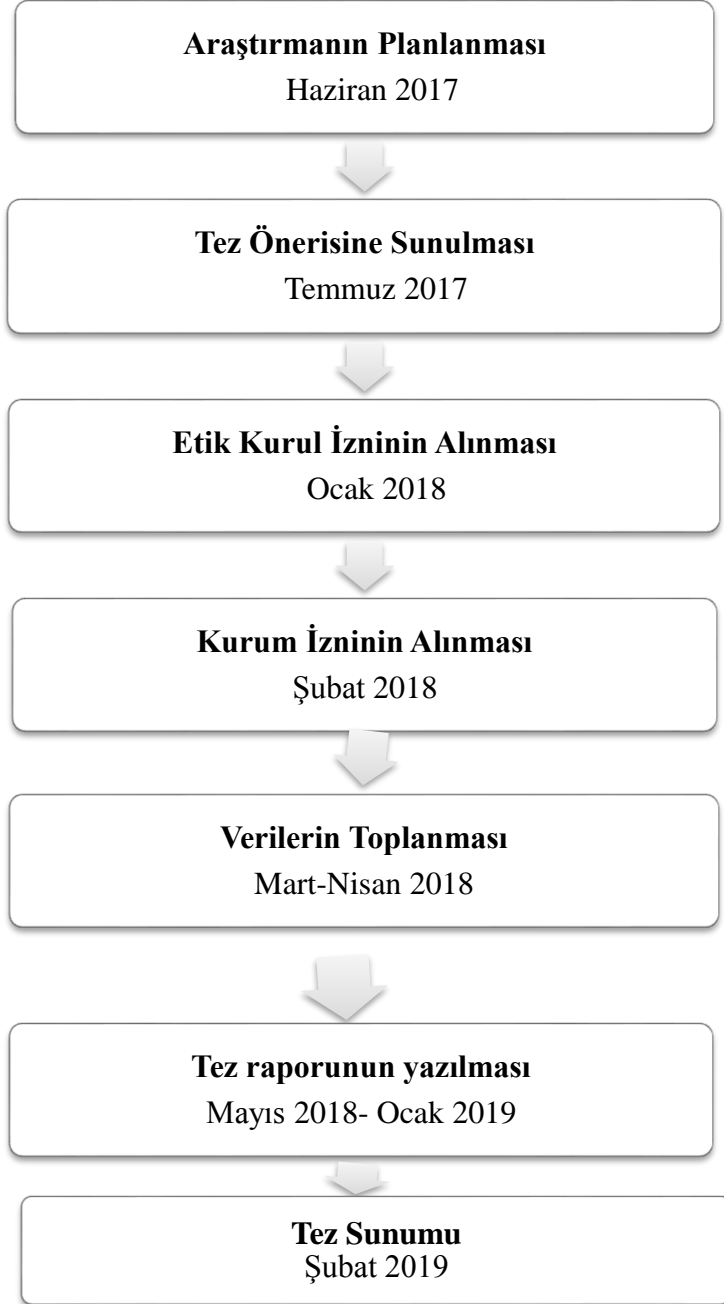 Araştırmanın Planlanması
Haziran 2017
Tez Önerisine Sunulması
Temmuz 2017
Etik Kurul İzninin Alınması
Ocak 2018
Kurum İzninin Alınması
Şubat 2018
Verilerin Toplanması
Mart-Nisan 2018
Tez raporunun yazılması
Mayıs 2018- Ocak 2019
Tez Sunumu
Şubat 2019